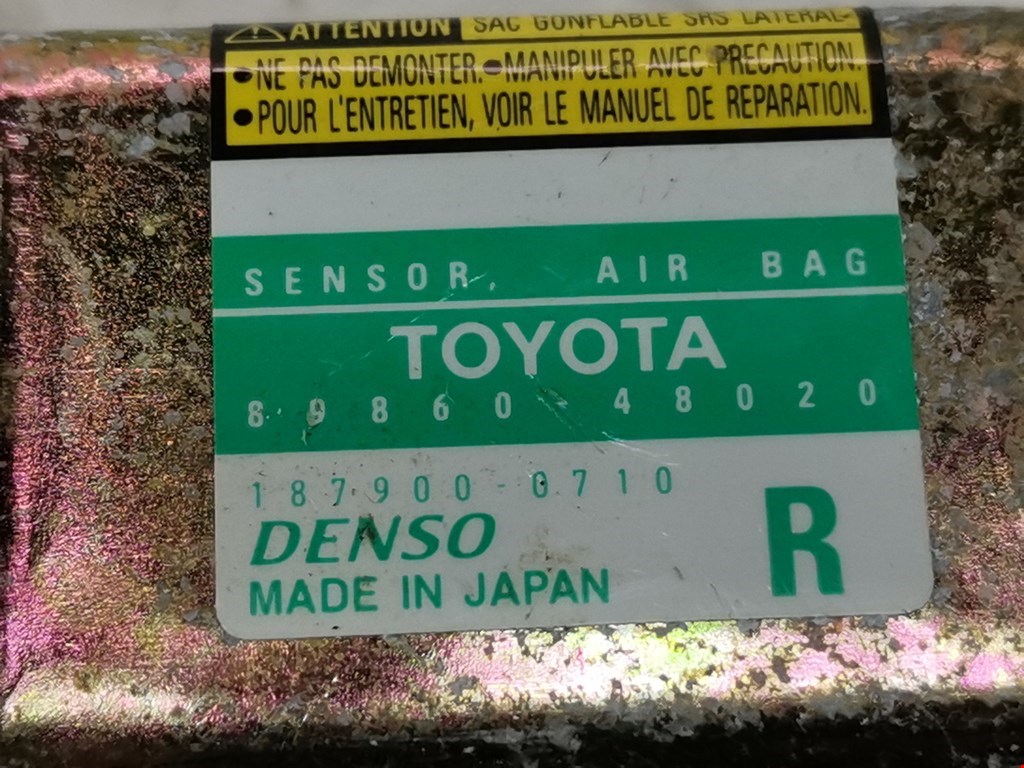 ATTENTION SAC GONFLABLE SRS LATERAL-
●NE PAS DEMONTER.●MANIPULER AVEC PRECAUTION.
●POUR L'ENTRETIEN, VOIR LE MANUEL DE REPARATION.
SENSOR, AIR BAG
TOYOTA
89860-48020
187900-0710
DENSO
MADE IN JAPAN
R